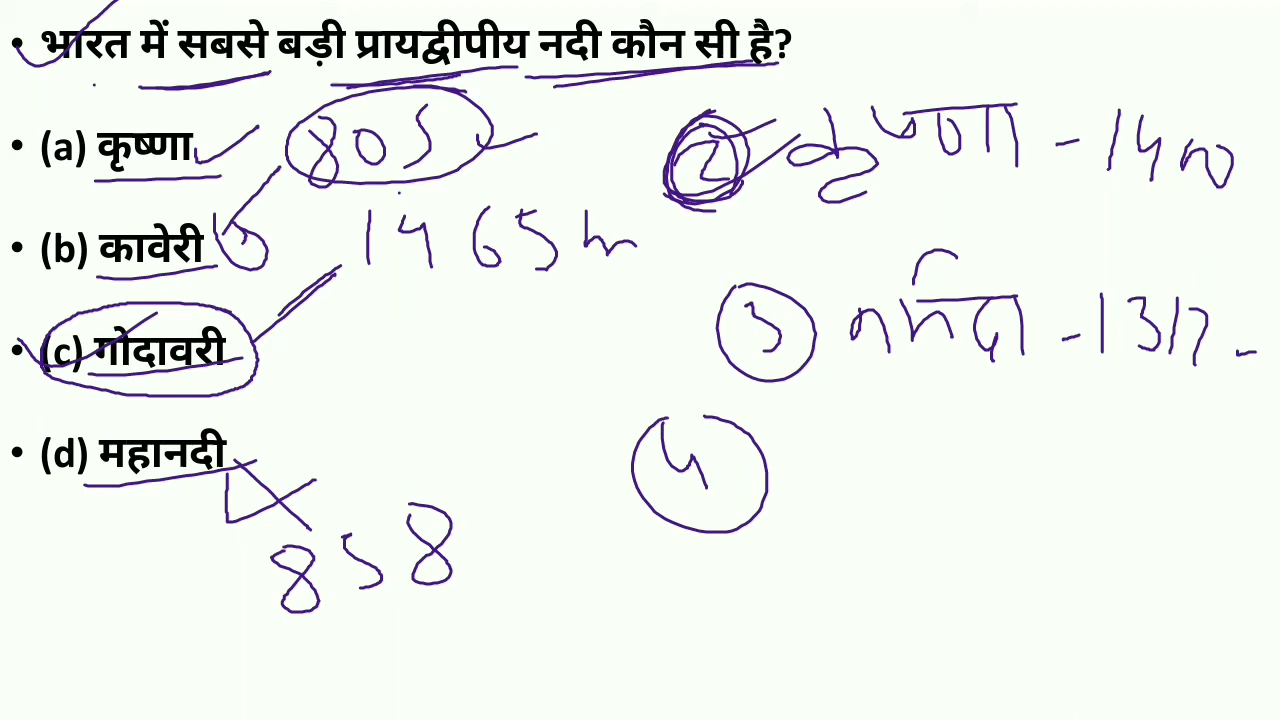 • भारत में सबसे बड़ी प्रायद्वीपीय नदी कौन सी है?
• (a) कृष्णा 805
2 कृष्णा - 1400
• (b) कावेरी
1465
• (c) गोदावरी
3 नर्मदा - 1312
• (d) महानदी
4
858